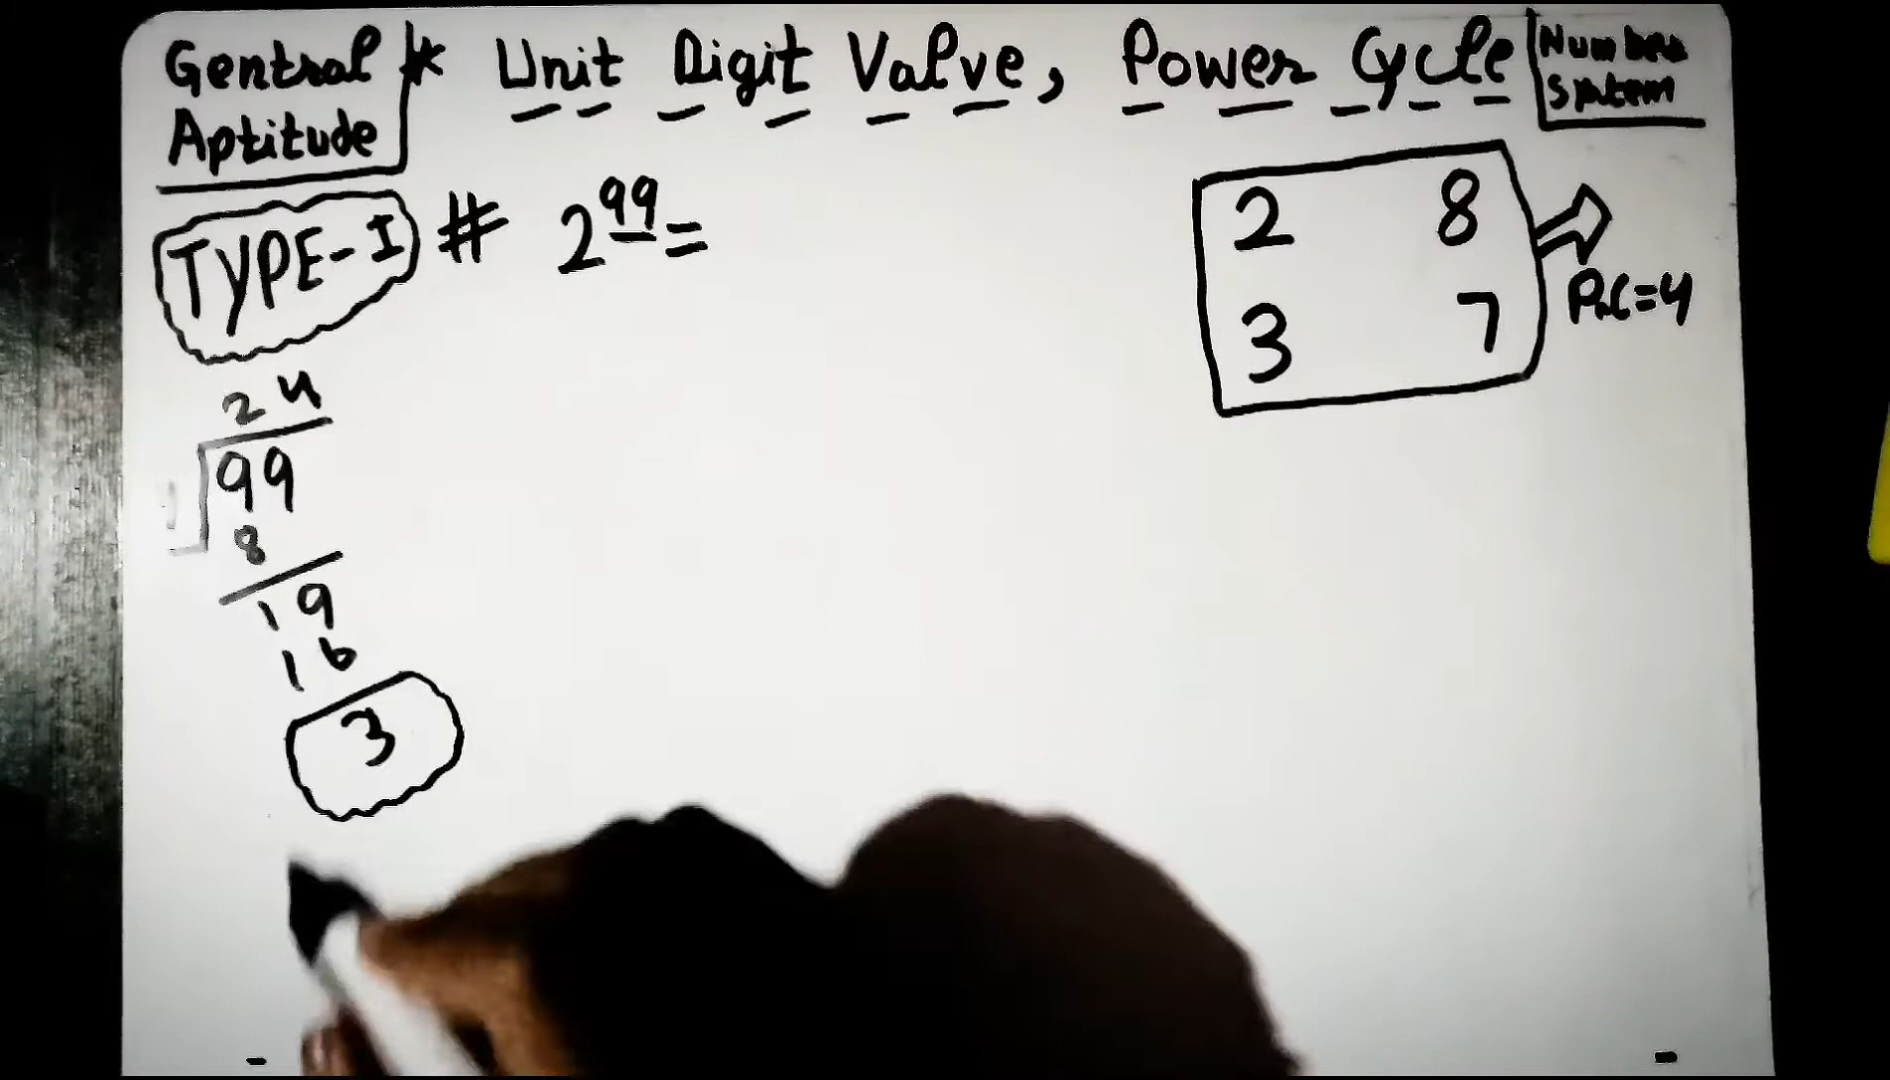 Gentral * Unit Digit Valve, Power Cycle Number
Aptitude System
TYPE-I # 2^99 =
2 8
3 7
P.C=4
24
99
8
19
16
3